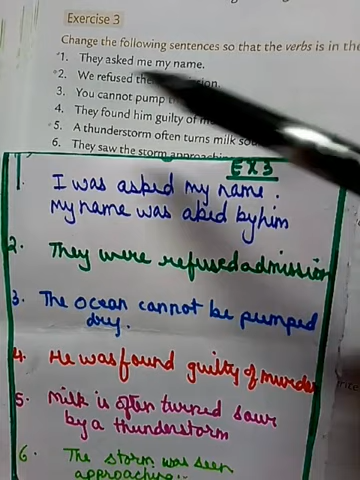 Exercise 3
Change the following sentences so that the verbs is in the
1. They asked me my name.
2. We refused the admission.
3. You cannot pump
4. They found him guilty of
5. A thunderstorm often turns milk
6. They saw the storm approaching
EX 3
1. I was asked my name.
my name was aked by him
2. They were refused admission
3. The ocean cannot be pumped
dry.
4. He was found guilty of murder
5. milk is often turned sour
by a thunderstorm
6. The storm was seen
approaching.